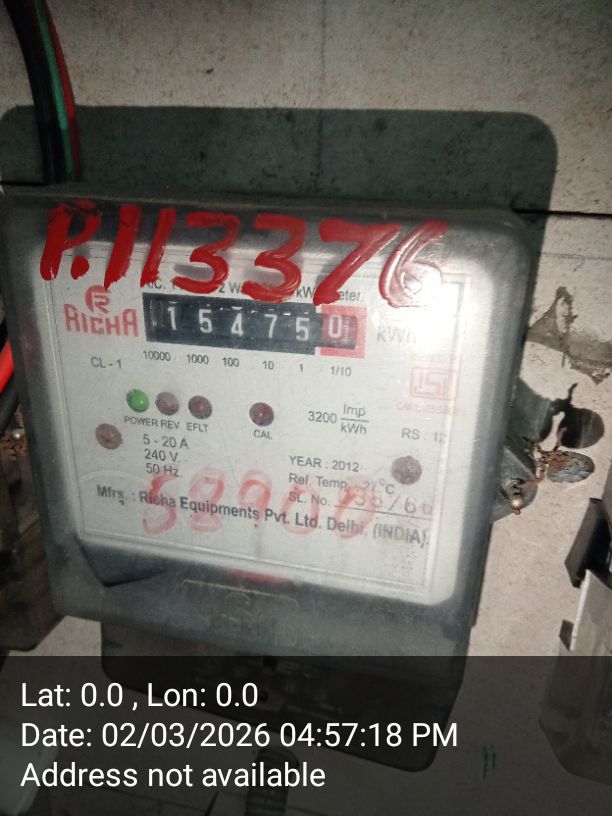 P.113376
RICHA
154750
kWh
CL - 1
10000 1000 100 10 1 1/10
POWER REV EFLT
CAL
3200 Imp/kWh
5 - 20 A
240 V.
50 Hz
YEAR : 2012
Ref. Temp. 27°C
SL. No.
Mfrs. : Richa Equipments Pvt. Ltd. Delhi, (INDIA)
Lat: 0.0 , Lon: 0.0
Date: 02/03/2026 04:57:18 PM
Address not available